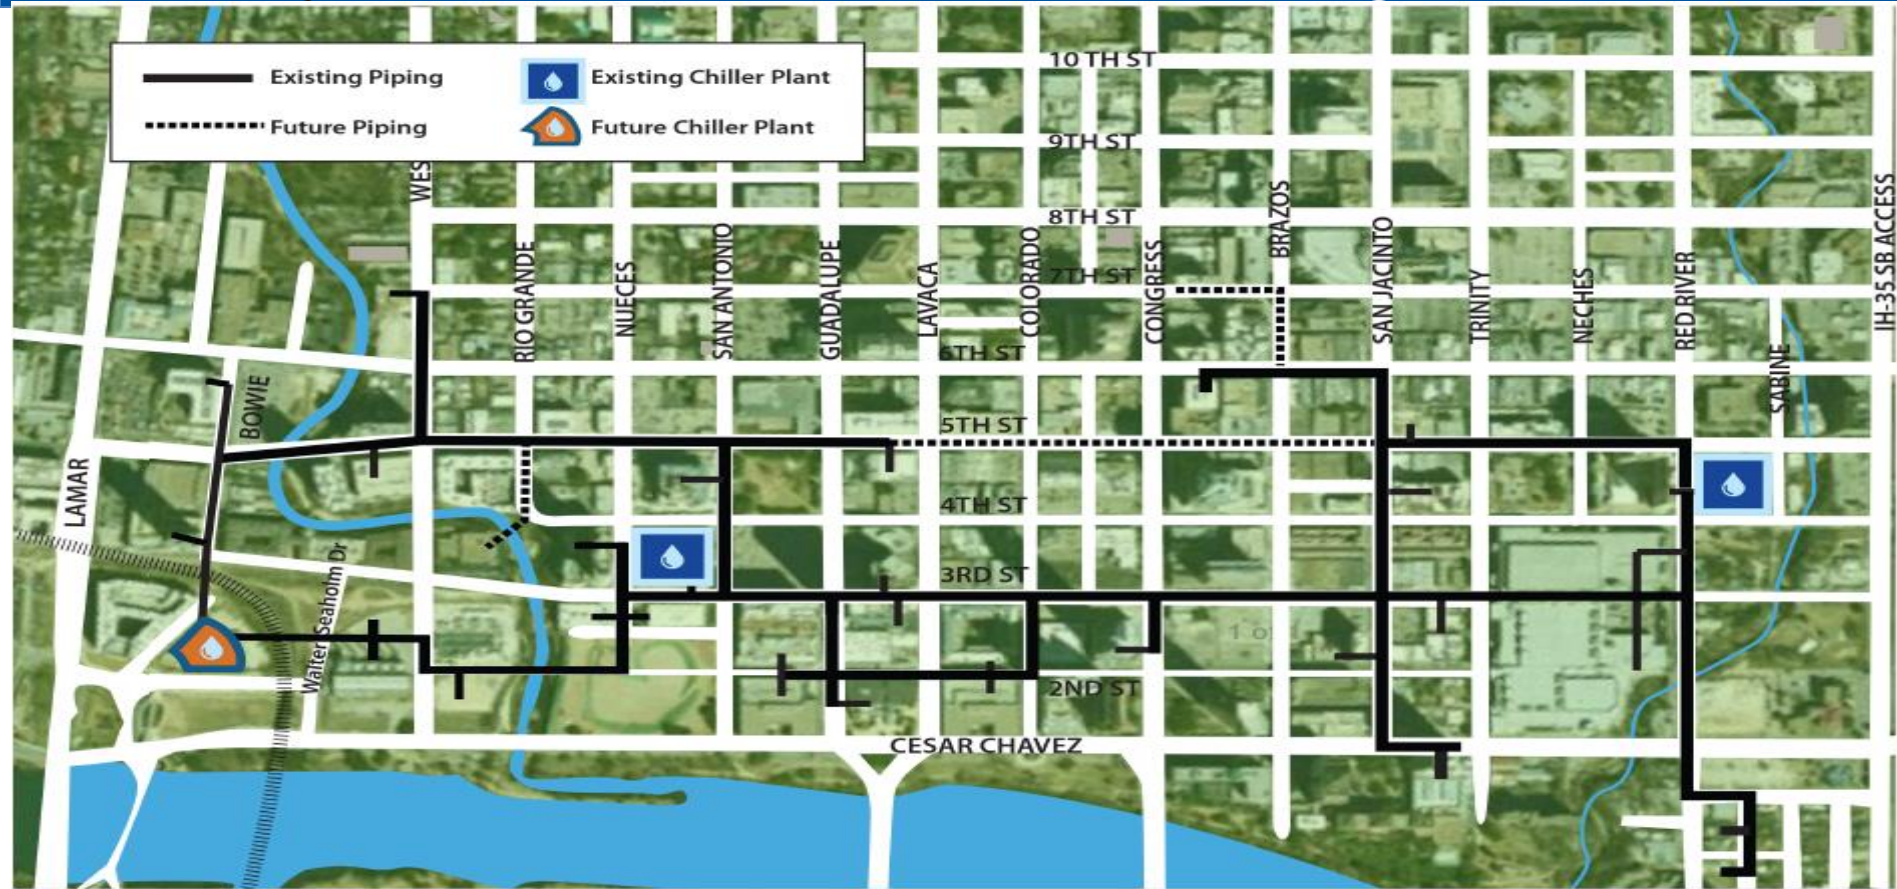 Existing Piping
Existing Chiller Plant
Future Piping
Future Chiller Plant
10 TH ST
9TH ST
8TH ST
7TH ST
6TH ST
5TH ST
4TH ST
3RD ST
2ND ST
CESAR CHAVEZ
LAMAR
BOWIE
Walter Seaholm Dr
WES
RIO GRANDE
NUECES
SAN ANTONIO
GUADALUPE
LAVACA
COLORADO
CONGRESS
BRAZOS
SAN JACINTO
TRINITY
NECHES
RED RIVER
SABINE
IH-35 SB ACCESS